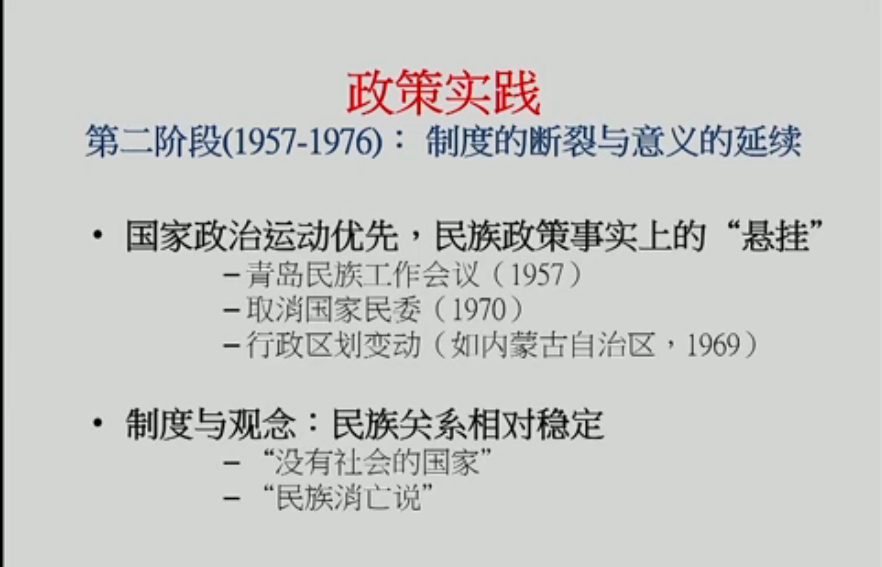 政策实践
第二阶段(1957-1976)： 制度的断裂与意义的延续
• 国家政治运动优先，民族政策事实上的“悬挂”
– 青岛民族工作会议（1957）
– 取消国家民委（1970）
– 行政区划变动（如内蒙古自治区，1969）
• 制度与观念：民族关系相对稳定
– “没有社会的国家”
– “民族消亡说”